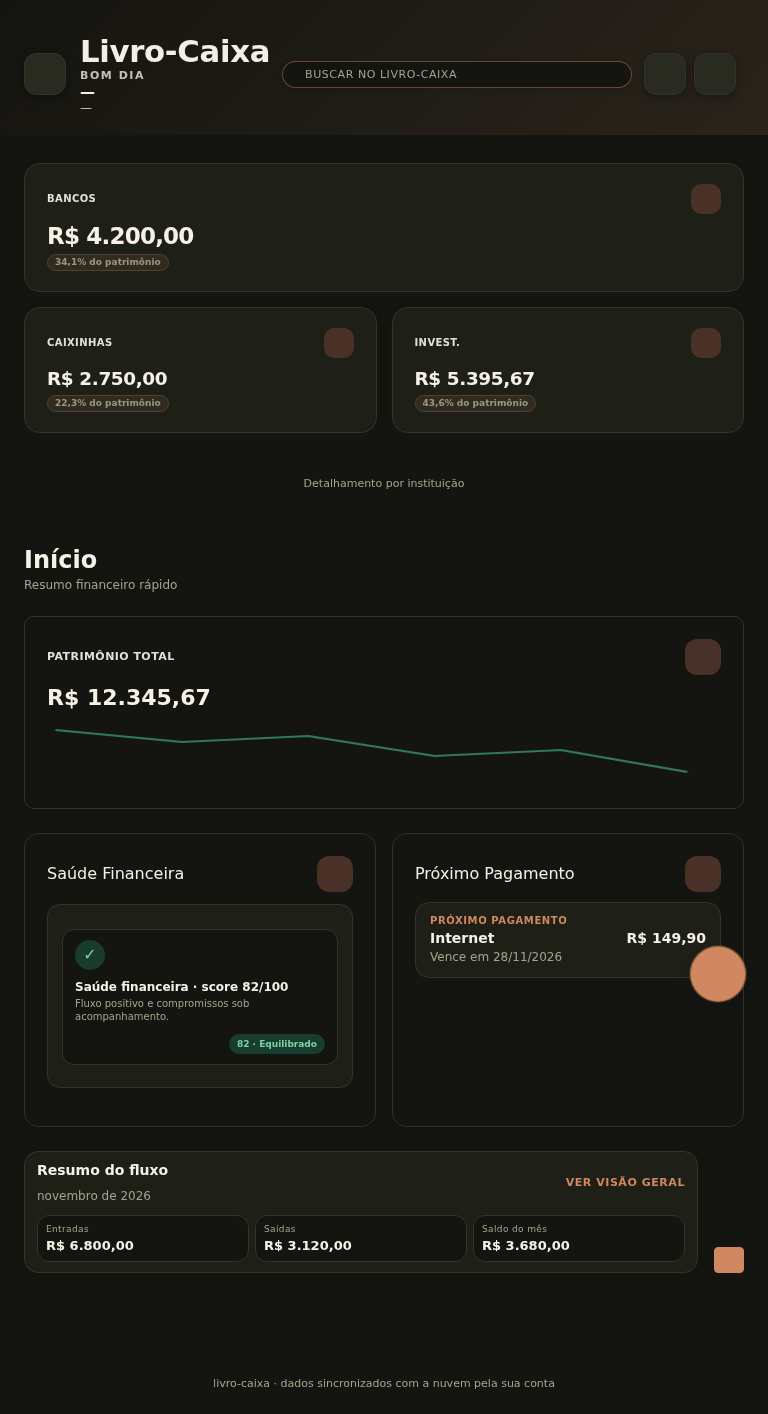 Livro-Caixa
BOM DIA
—
—
BUSCAR NO LIVRO-CAIXA
BANCOS
R$ 4.200,00
34,1% do patrimônio
CAIXINHAS
R$ 2.750,00
22,3% do patrimônio
INVEST.
R$ 5.395,67
43,6% do patrimônio
Detalhamento por instituição
Início
Resumo financeiro rápido
PATRIMÔNIO TOTAL
R$ 12.345,67
Saúde Financeira
✓
Saúde financeira · score 82/100
Fluxo positivo e compromissos sob
acompanhamento.
82 · Equilibrado
Próximo Pagamento
PRÓXIMO PAGAMENTO
Internet R$ 149,90
Vence em 28/11/2026
Resumo do fluxo
novembro de 2026
VER VISÃO GERAL
Entradas
R$ 6.800,00
Saídas
R$ 3.120,00
Saldo do mês
R$ 3.680,00
livro-caixa · dados sincronizados com a nuvem pela sua conta